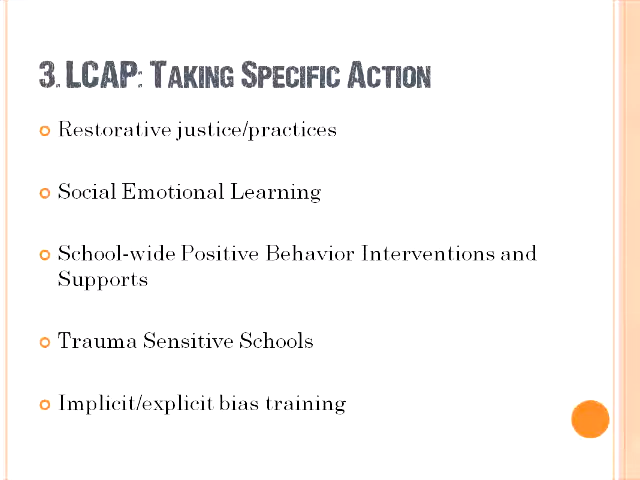 3. LCAP: Taking Specific Action
Restorative justice/practices
Social Emotional Learning
School-wide Positive Behavior Interventions and
Supports
Trauma Sensitive Schools
Implicit/explicit bias training